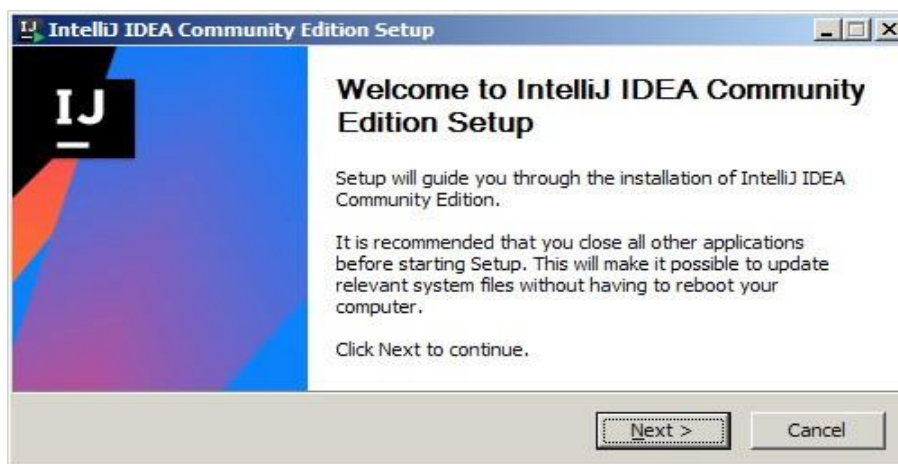 IntelliJ IDEA Community Edition Setup
IJ
Welcome to IntelliJ IDEA Community
Edition Setup
Setup will guide you through the installation of IntelliJ IDEA
Community Edition.
It is recommended that you close all other applications
before starting Setup. This will make it possible to update
relevant system files without having to reboot your
computer.
Click Next to continue.
Next >
Cancel